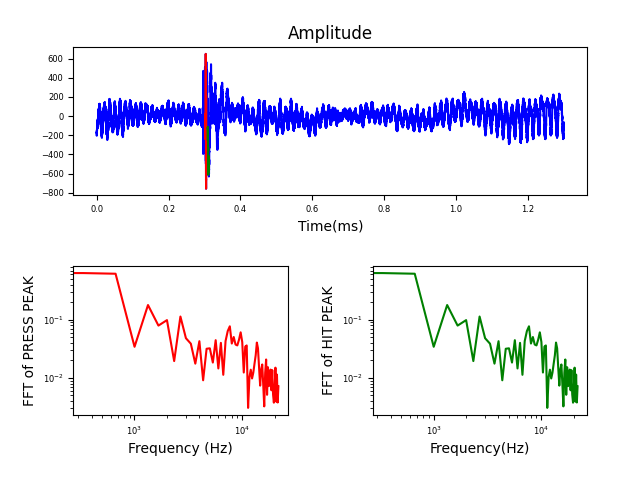 Amplitude
600
400
200
0
−200
−400
−600
−800
0.0 0.2 0.4 0.6 0.8 1.0 1.2
Time(ms)
FFT of PRESS PEAK
10⁻¹
10⁻²
10³ 10⁴
Frequency (Hz)
FFT of HIT PEAK
10⁻¹
10⁻²
10³ 10⁴
Frequency(Hz)